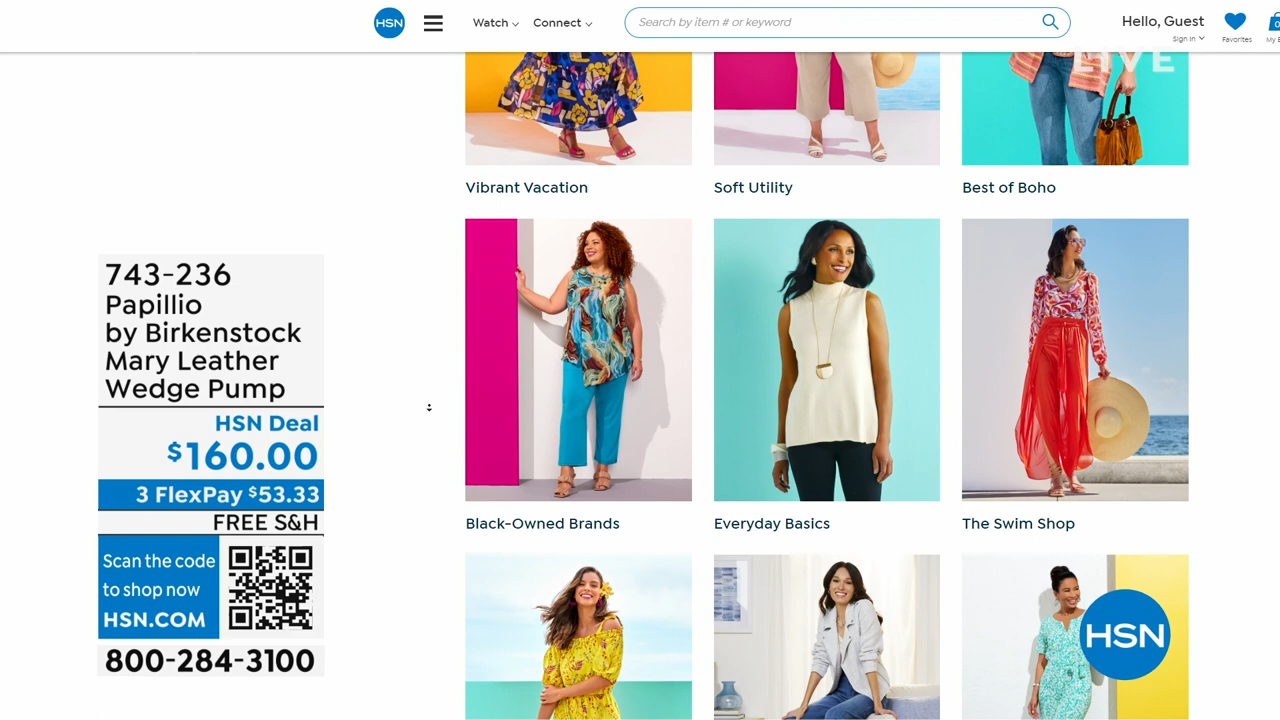 HSN
Watch
Connect
Search by item # or keyword
Hello, Guest
Sign In
Favorites
0
My
LIVE
Vibrant Vacation
Soft Utility
Best of Boho
743-236
Papillio
by Birkenstock
Mary Leather
Wedge Pump
HSN Deal
$160.00
3 FlexPay $53.33
FREE S&H
Scan the code
to shop now
HSN.COM
800-284-3100
Black-Owned Brands
Everyday Basics
The Swim Shop
HSN